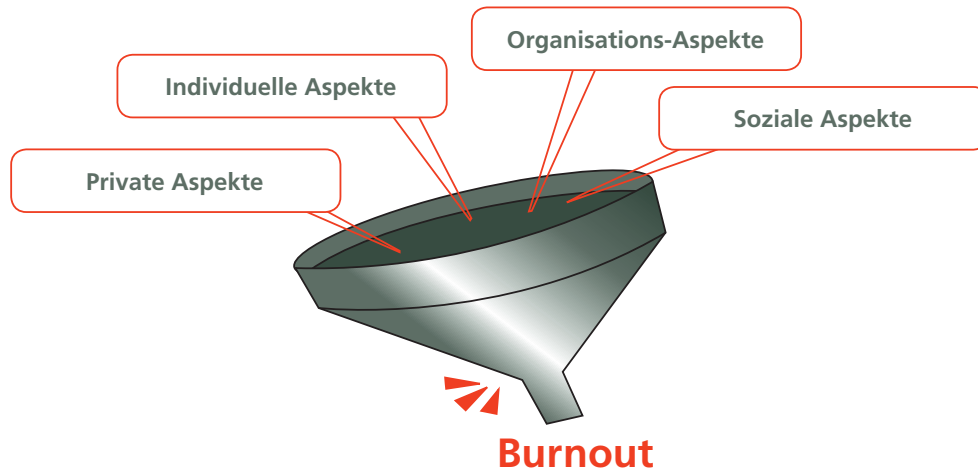 Organisations-Aspekte
Individuelle Aspekte
Soziale Aspekte
Private Aspekte
Burnout